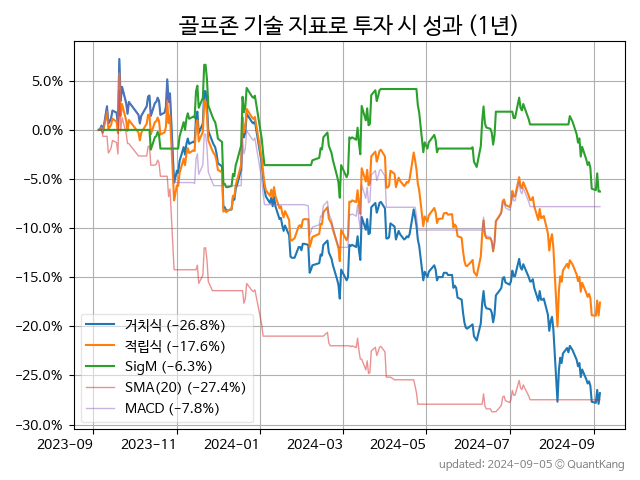 골프존 기술 지표로 투자 시 성과 (1년)
5.0%
0.0%
−5.0%
−10.0%
−15.0%
−20.0%
−25.0%
−30.0%
거치식 (−26.8%)
적립식 (−17.6%)
SigM (−6.3%)
SMA(20) (−27.4%)
MACD (−7.8%)
2023-09 2023-11 2024-01 2024-03 2024-05 2024-07 2024-09
updated: 2024-09-05 © QuantKang